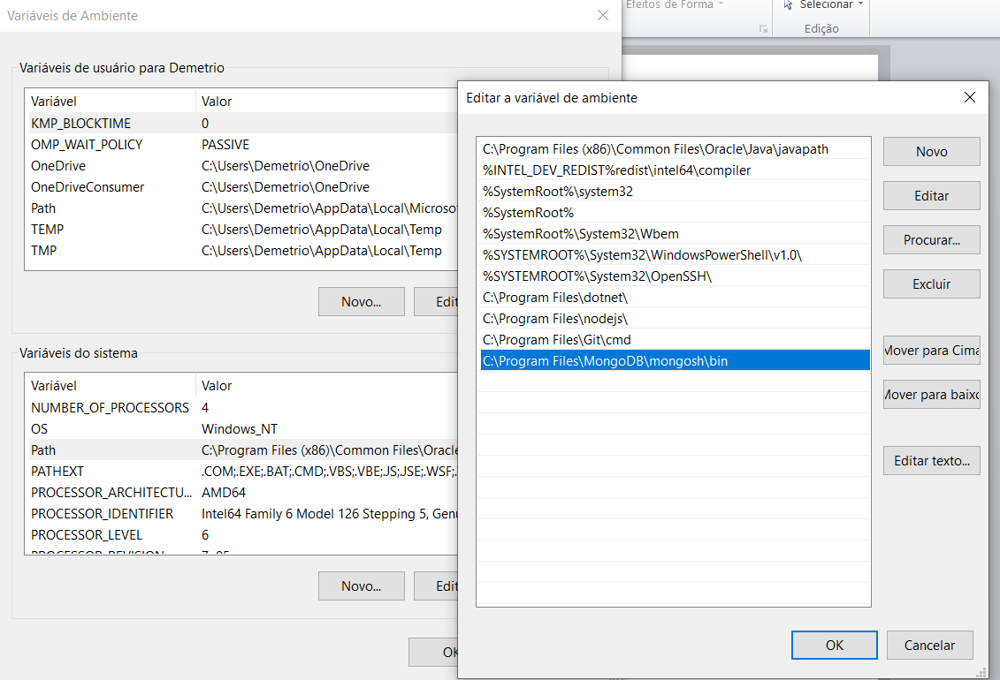 Variáveis de Ambiente
Efeitos de Forma
Selecionar
Edição
Variáveis de usuário para Demetrio
Variável Valor
KMP_BLOCKTIME 0
OMP_WAIT_POLICY PASSIVE
OneDrive C:\Users\Demetrio\OneDrive
OneDriveConsumer C:\Users\Demetrio\OneDrive
Path C:\Users\Demetrio\AppData\Local\Microso
TEMP C:\Users\Demetrio\AppData\Local\Temp
TMP C:\Users\Demetrio\AppData\Local\Temp
Novo... Edit
Variáveis do sistema
Variável Valor
NUMBER_OF_PROCESSORS 4
OS Windows_NT
Path C:\Program Files (x86)\Common Files\Oracle
PATHEXT .COM;.EXE;.BAT;.CMD;.VBS;.VBE;.JS;.JSE;.WSF;.
PROCESSOR_ARCHITECTU... AMD64
PROCESSOR_IDENTIFIER Intel64 Family 6 Model 126 Stepping 5, Genu
PROCESSOR_LEVEL 6
Novo... Edit
OK
Editar a variável de ambiente
C:\Program Files (x86)\Common Files\Oracle\Java\javapath
%INTEL_DEV_REDIST%redist\intel64\compiler
%SystemRoot%\system32
%SystemRoot%
%SystemRoot%\System32\Wbem
%SYSTEMROOT%\System32\WindowsPowerShell\v1.0\
%SYSTEMROOT%\System32\OpenSSH\
C:\Program Files\dotnet\
C:\Program Files\nodejs\
C:\Program Files\Git\cmd
C:\Program Files\MongoDB\mongosh\bin
Novo
Editar
Procurar...
Excluir
Mover para Cima
Mover para baixo
Editar texto...
OK Cancelar